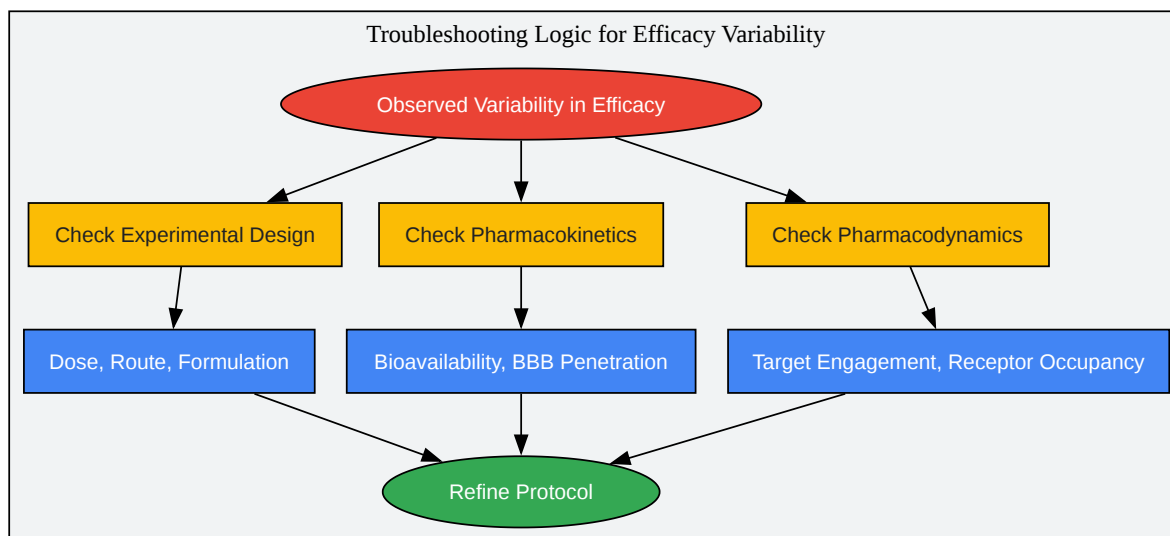 Troubleshooting Logic for Efficacy Variability
Observed Variability in Efficacy
Check Experimental Design
Check Pharmacokinetics
Check Pharmacodynamics
Dose, Route, Formulation
Bioavailability, BBB Penetration
Target Engagement, Receptor Occupancy
Refine Protocol